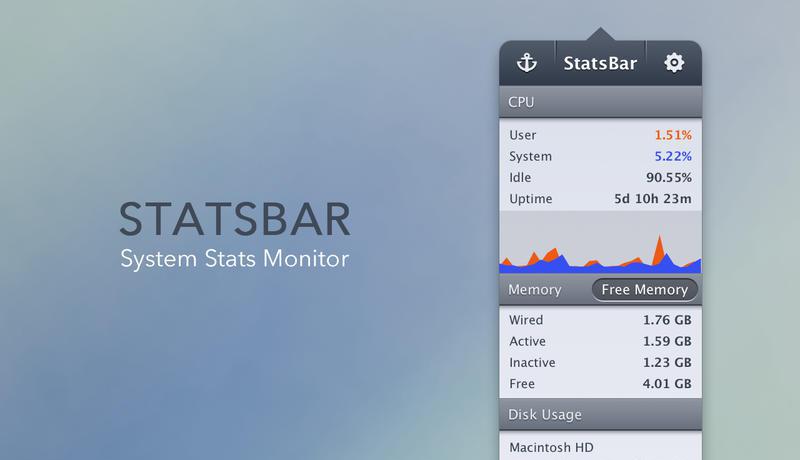 STATSBAR
System Stats Monitor
StatsBar
CPU
User 1.51%
System 5.22%
Idle 90.55%
Uptime 5d 10h 23m
Memory Free Memory
Wired 1.76 GB
Active 1.59 GB
Inactive 1.23 GB
Free 4.01 GB
Disk Usage
Macintosh HD